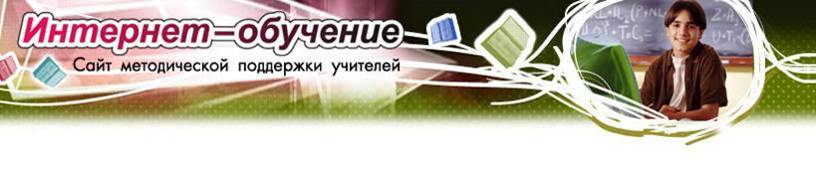 Интернет–обучение
Сайт методической поддержки учителей